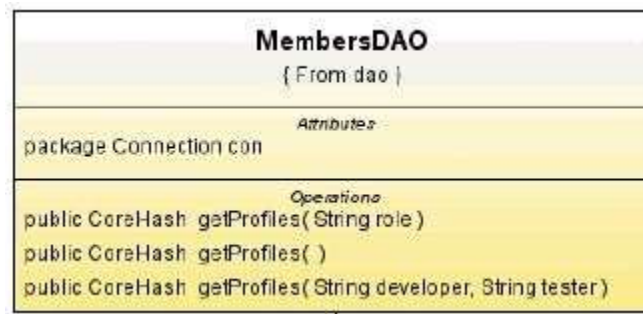 MembersDAO
{ From dao }
Attributes
package Connection con
Operations
public CoreHash getProfiles( String role )
public CoreHash getProfiles( )
public CoreHash getProfiles( String developer, String tester )